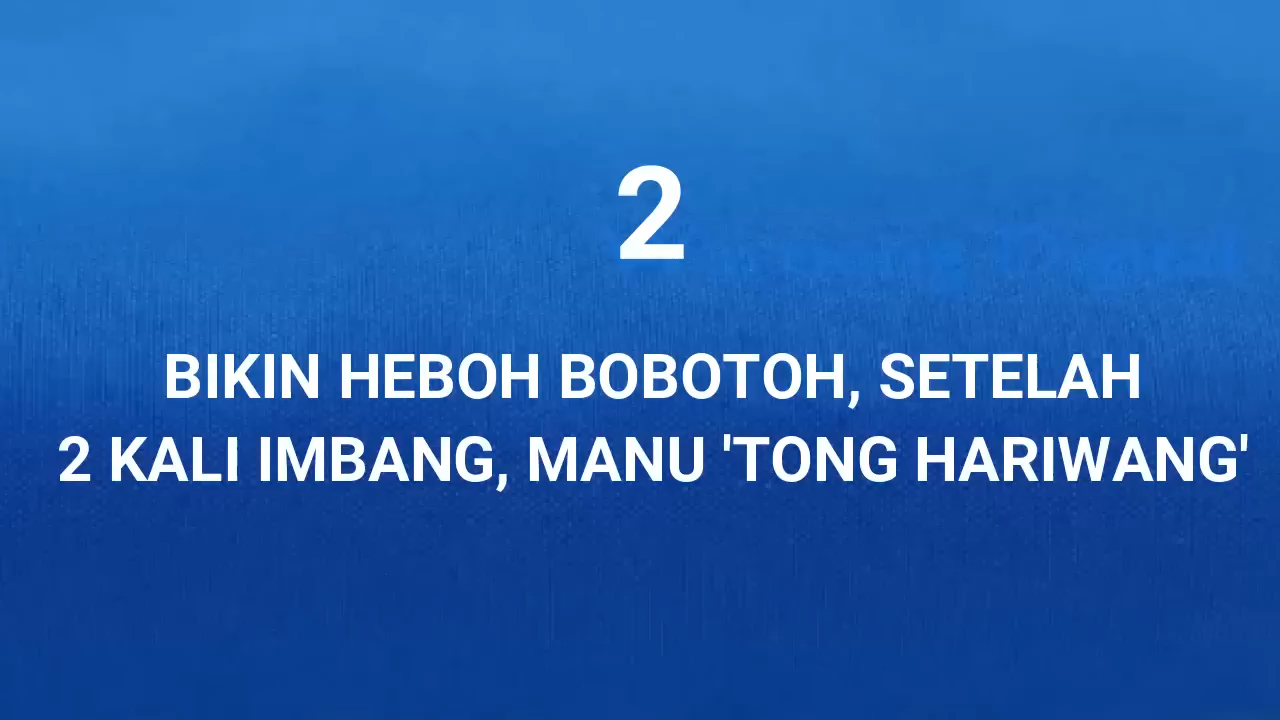 2
BIKIN HEBOH BOBOTOH, SETELAH
2 KALI IMBANG, MANU 'TONG HARIWANG'